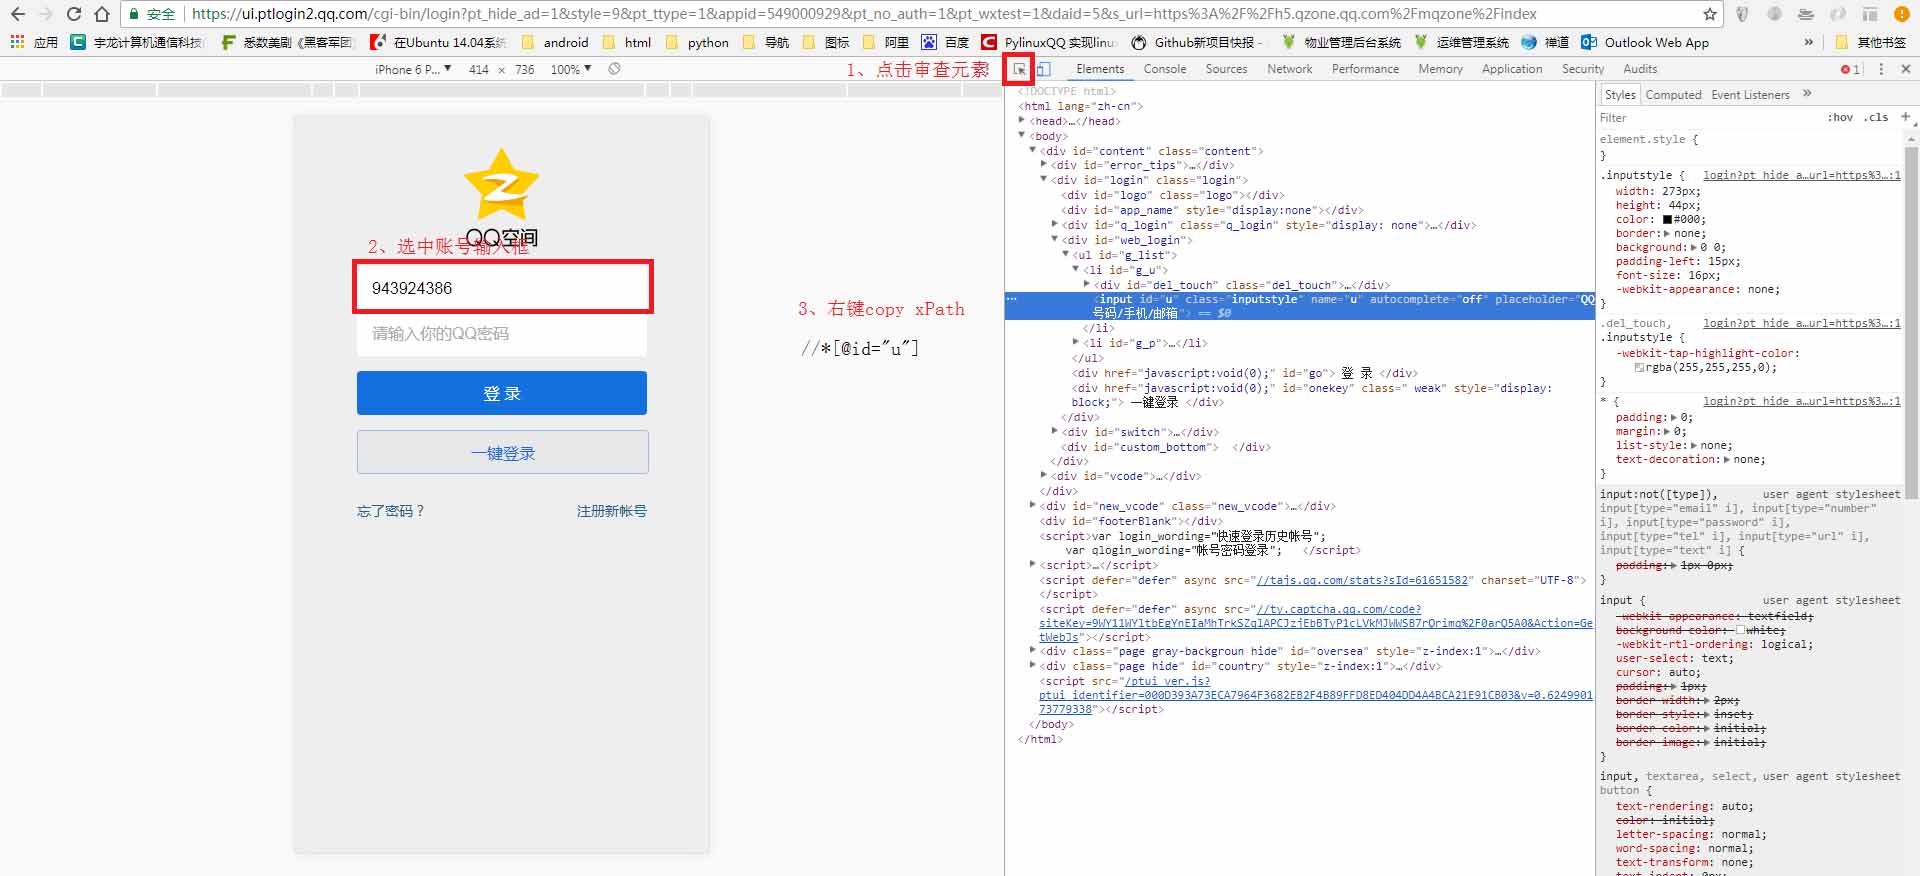 安全 https://ui.ptlogin2.qq.com/cgi-bin/login?pt_hide_ad=1&style=9&pt_ttype=1&appid=549000929&pt_no_auth=1&pt_wxtest=1&daid=5&s_url=https%3A%2F%2Fh5.qzone.qq.com%2Fmqzone%2Findex
应用 宇龙计算机通信科技 悉数美剧《黑客军团 在Ubuntu 14.04系统 android html python 导航 图标 阿里 百度 PylinuxQQ 实现linu Github新项目快报 - 物业管理后台系统 运维管理系统 禅道 Outlook Web App » 其他书签
iPhone 6 P... ▼ 414 × 736 100% ▼
1、点击审查元素
Elements Console Sources Network Performance Memory Application Security Audits 1
QQ空间
2、选中账号输入框
943924386
请输入你的QQ密码
登 录
一键登录
忘了密码？ 注册新帐号
3、右键copy xPath
//*[@id="u"]
<!DOCTYPE html>
<html lang="zh-cn">
<head>…</head>
<body>
<div id="content" class="content">
<div id="error_tips">…</div>
<div id="login" class="login">
<div id="logo" class="logo"></div>
<div id="app_name" style="display:none"></div>
<div id="q_login" class="q_login" style="display: none">…</div>
<div id="web_login">
<ul id="g_list">
<li id="g_u">
<div id="del_touch" class="del_touch">…</div>
<input id="u" class="inputstyle" name="u" autocomplete="off" placeholder="QQ
号码/手机/邮箱"> == $0
</li>
<li id="g_p">…</li>
</ul>
<div href="javascript:void(0);" id="go"> 登 录 </div>
<div href="javascript:void(0);" id="onekey" class=" weak" style="display:
block;"> 一键登录 </div>
</div>
<div id="switch">…</div>
<div id="custom_bottom"> </div>
</div>
<div id="vcode">…</div>
</div>
<div id="new_vcode" class="new_vcode">…</div>
<div id="footerBlank"></div>
<script>var login_wording="快速登录历史帐号";
var qlogin_wording="帐号密码登录"; </script>
<script>…</script>
<script defer="defer" async src="//tajs.qq.com/stats?sId=61651582" charset="UTF-8">
</script>
<script defer="defer" async src="//ty.captcha.qq.com/code?
siteKey=9WY11WYltbEgYnEIaMhTrkSZqlAPCJzjEbBTyP1cLVkMJWWSB7rQrimq%2F0arQ5A0&Action=Ge
tWebJs"></script>
<div class="page gray-backgroun hide" id="oversea" style="z-index:1">…</div>
<div class="page hide" id="country" style="z-index:1">…</div>
<script src="/ptui_ver.js?
ptui_identifier=000D393A73ECA7964F3682EB2F4B89FFD8ED404DD4A4BCA21E91CB03&v=0.6249901
73779338"></script>
</body>
</html>
Styles Computed Event Listeners »
Filter :hov .cls +
element.style {
}
.inputstyle { login?pt_hide_a…url=https%3…:1
width: 273px;
height: 44px;
color: #000;
border: none;
background: 0 0;
padding-left: 15px;
font-size: 16px;
-webkit-appearance: none;
}
.del_touch, login?pt_hide_a…url=https%3…:1
.inputstyle {
-webkit-tap-highlight-color:
rgba(255,255,255,0);
}
* { login?pt_hide_a…url=https%3…:1
padding: 0;
margin: 0;
list-style: none;
text-decoration: none;
}
input:not([type]), user agent stylesheet
input[type="email" i], input[type="number"
i], input[type="password" i],
input[type="tel" i], input[type="url" i],
input[type="text" i] {
padding: 1px 0px;
}
input { user agent stylesheet
-webkit-appearance: textfield;
background-color: white;
-webkit-rtl-ordering: logical;
user-select: text;
cursor: auto;
padding: 1px;
border-width: 2px;
border-style: inset;
border-color: initial;
border-image: initial;
}
input, textarea, select, user agent stylesheet
button {
text-rendering: auto;
color: initial;
letter-spacing: normal;
word-spacing: normal;
text-transform: none;
text-indent: 0px;